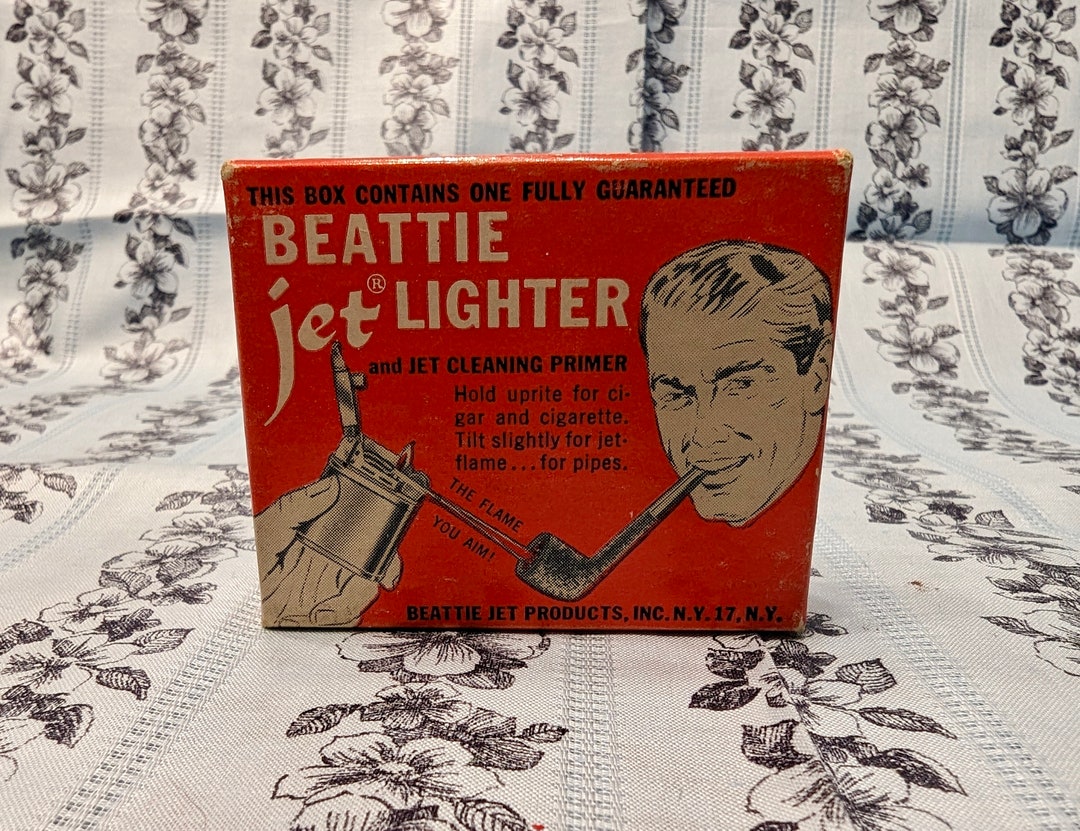 THIS BOX CONTAINS ONE FULLY GUARANTEED
BEATTIE
jet® LIGHTER
and JET CLEANING PRIMER
Hold uprite for ci-
gar and cigarette.
Tilt slightly for jet-
flame...for pipes.
THE FLAME
YOU AIM!
BEATTIE JET PRODUCTS, INC. N.Y. 17, N.Y.